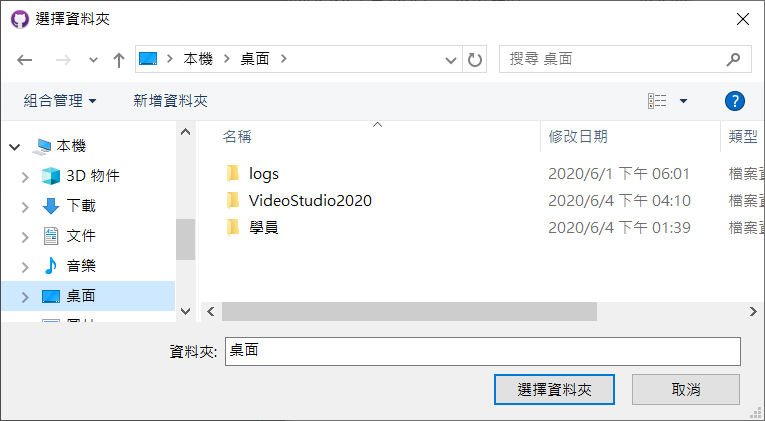 選擇資料夾
本機 桌面
搜尋 桌面
組合管理 新增資料夾
名稱 修改日期 類型
本機
3D 物件
下載
文件
音樂
桌面
logs 2020/6/1 下午 06:01 檔案
VideoStudio2020 2020/6/4 下午 04:10 檔案
學員 2020/6/4 下午 01:39 檔案
資料夾: 桌面
選擇資料夾 取消